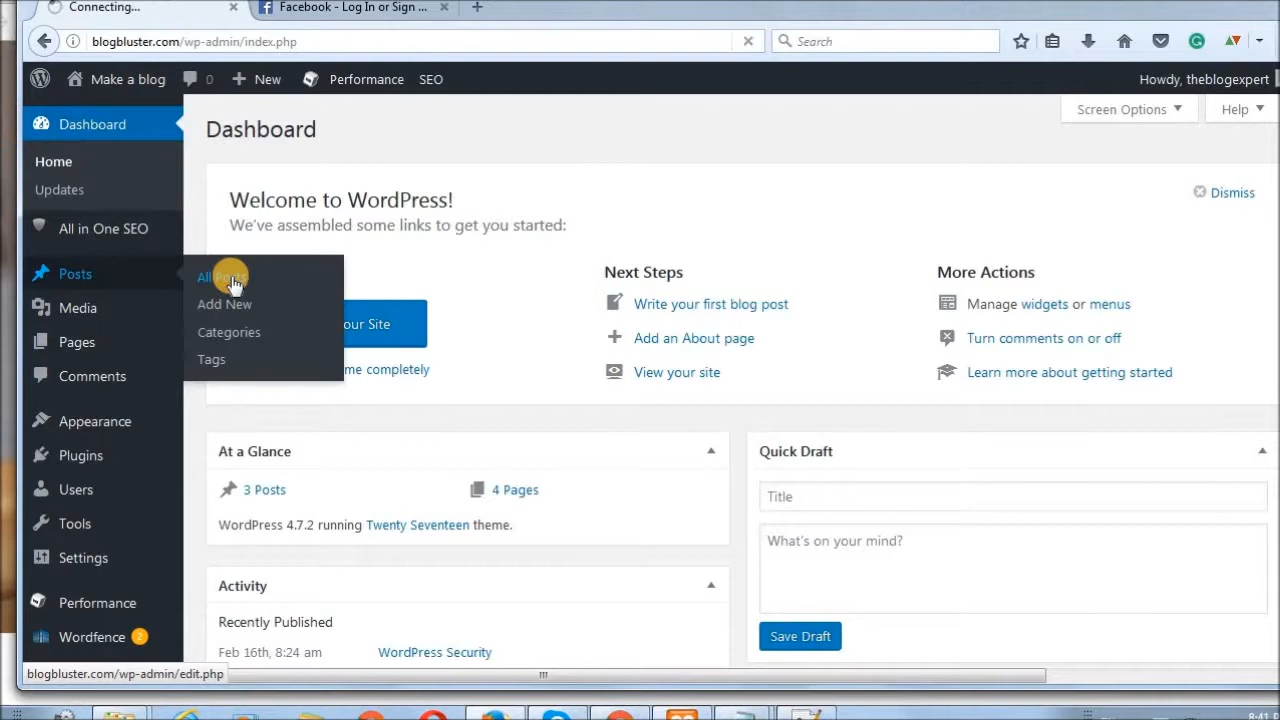 Connecting...
Facebook - Log In or Sign ...
blogbluster.com/wp-admin/index.php
Search
Make a blog 0 New Performance SEO
Howdy, theblogexpert
Screen Options Help
Dashboard
Home
Updates
All in One SEO
Posts
Media
Pages
Comments
Appearance
Plugins
Users
Tools
Settings
Performance
Wordfence 2
All Posts
Add New
Categories
Tags
Dashboard
Welcome to WordPress!
We've assembled some links to get you started:
Dismiss
our Site
me completely
Next Steps
Write your first blog post
Add an About page
View your site
More Actions
Manage widgets or menus
Turn comments on or off
Learn more about getting started
At a Glance
3 Posts
4 Pages
WordPress 4.7.2 running Twenty Seventeen theme.
Activity
Recently Published
Feb 16th, 8:24 am WordPress Security
Quick Draft
Title
What's on your mind?
Save Draft
blogbluster.com/wp-admin/edit.php